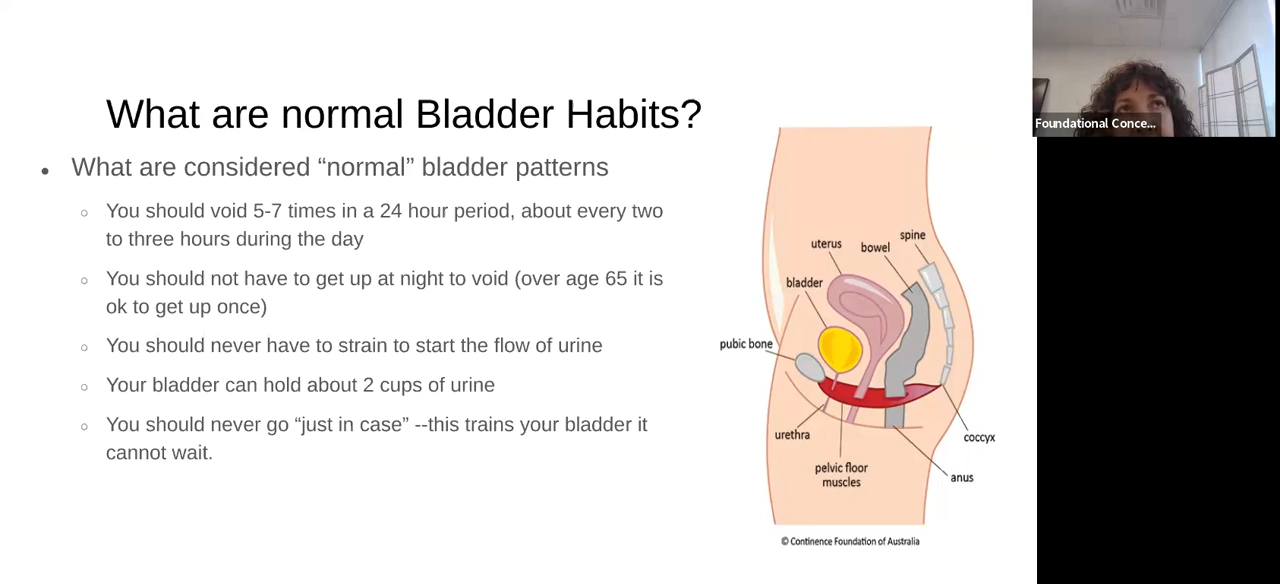 What are normal Bladder Habits?
● What are considered “normal” bladder patterns
○ You should void 5-7 times in a 24 hour period, about every two
to three hours during the day
○ You should not have to get up at night to void (over age 65 it is
ok to get up once)
○ You should never have to strain to start the flow of urine
○ Your bladder can hold about 2 cups of urine
○ You should never go “just in case” --this trains your bladder it
cannot wait.
spine
uterus
bowel
bladder
pubic bone
urethra
coccyx
pelvic floor
muscles
anus
© Continence Foundation of Australia
Foundational Conce...